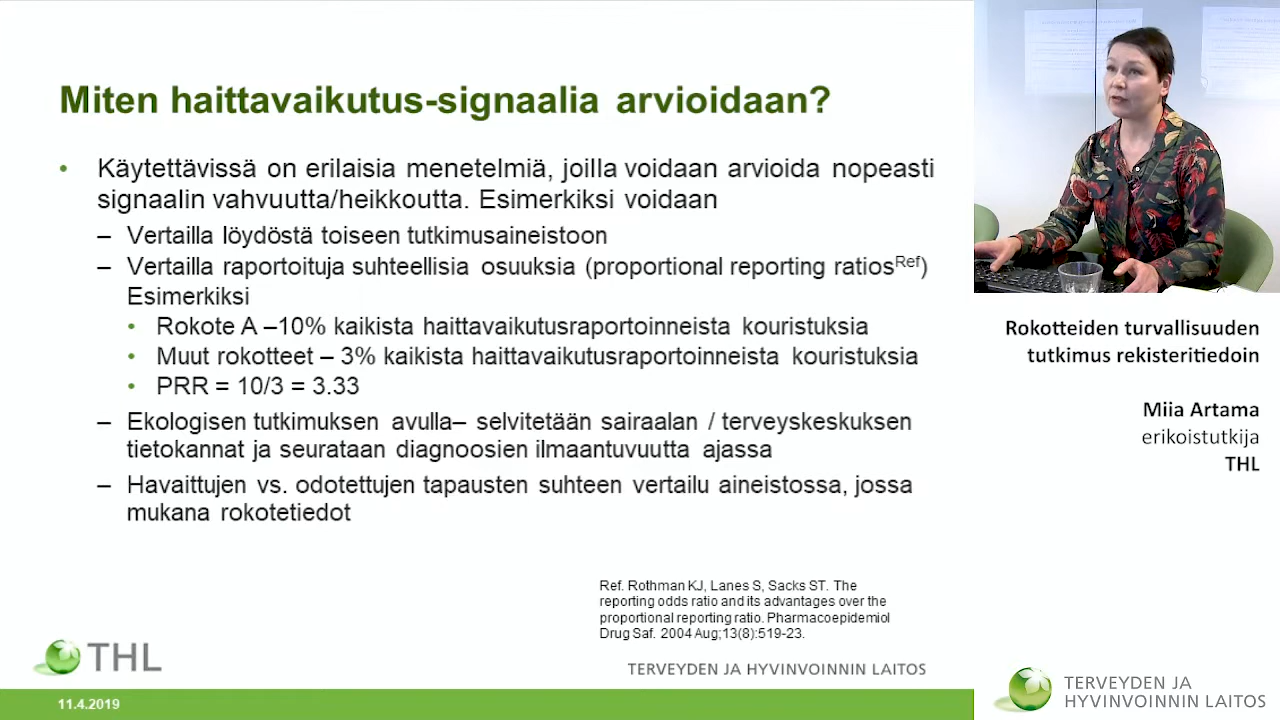 Miten haittavaikutus-signaalia arvioidaan?
• Käytettävissä on erilaisia menetelmiä, joilla voidaan arvioida nopeasti
signaalin vahvuutta/heikkoutta. Esimerkiksi voidaan
– Vertailla löydöstä toiseen tutkimusaineistoon
– Vertailla raportoituja suhteellisia osuuksia (proportional reporting ratiosRef)
Esimerkiksi
• Rokote A –10% kaikista haittavaikutusraportoinneista kouristuksia
• Muut rokotteet – 3% kaikista haittavaikutusraportoinneista kouristuksia
• PRR = 10/3 = 3.33
– Ekologisen tutkimuksen avulla– selvitetään sairaalan / terveyskeskuksen
tietokannat ja seurataan diagnoosien ilmaantuvuutta ajassa
– Havaittujen vs. odotettujen tapausten suhteen vertailu aineistossa, jossa
mukana rokotetiedot
Ref. Rothman KJ, Lanes S, Sacks ST. The
reporting odds ratio and its advantages over the
proportional reporting ratio. Pharmacoepidemiol
Drug Saf. 2004 Aug;13(8):519-23.
THL
TERVEYDEN JA HYVINVOINNIN LAITOS
11.4.2019
Rokotteiden turvallisuuden
tutkimus rekisteritiedoin
Miia Artama
erikoistutkija
THL
TERVEYDEN JA
HYVINVOINNIN LAITOS